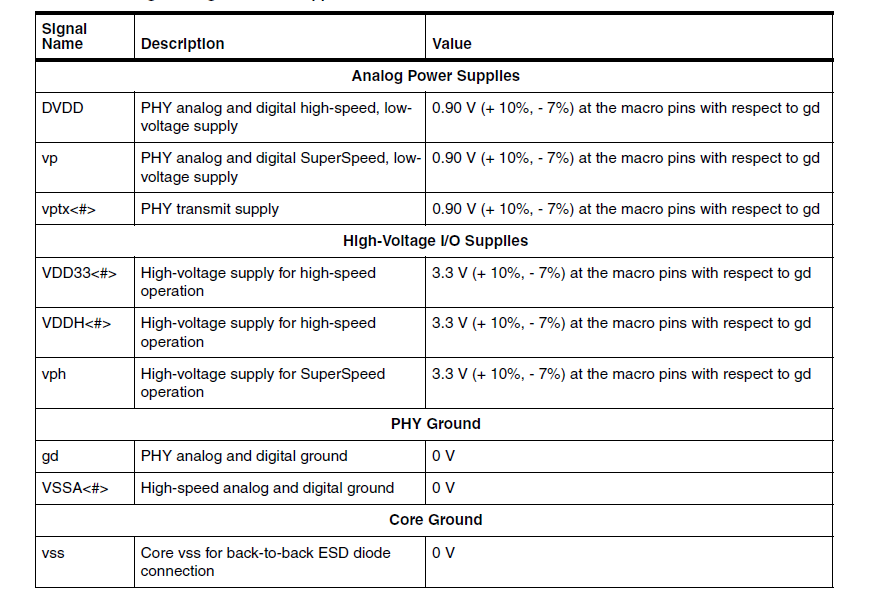 Signal
Name
Description
Value
Analog Power Supplies
DVDD
PHY analog and digital high-speed, low-
voltage supply
0.90 V (+ 10%, - 7%) at the macro pins with respect to gd
vp
PHY analog and digital SuperSpeed, low-
voltage supply
0.90 V (+ 10%, - 7%) at the macro pins with respect to gd
vptx<#>
PHY transmit supply
0.90 V (+ 10%, - 7%) at the macro pins with respect to gd
High-Voltage I/O Supplies
VDD33<#>
High-voltage supply for high-speed
operation
3.3 V (+ 10%, - 7%) at the macro pins with respect to gd
VDDH<#>
High-voltage supply for high-speed
operation
3.3 V (+ 10%, - 7%) at the macro pins with respect to gd
vph
High-voltage supply for SuperSpeed
operation
3.3 V (+ 10%, - 7%) at the macro pins with respect to gd
PHY Ground
gd
PHY analog and digital ground
0 V
VSSA<#>
High-speed analog and digital ground
0 V
Core Ground
vss
Core vss for back-to-back ESD diode
connection
0 V